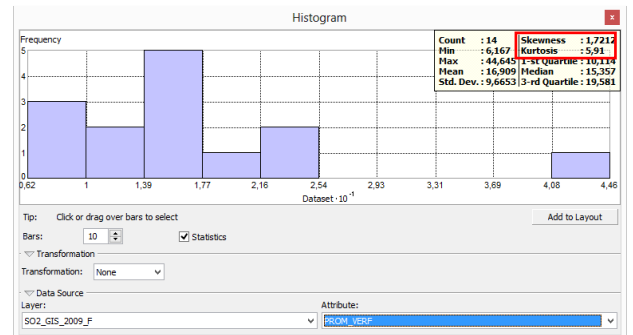 Histogram
x
Frequency
Count : 14 Skewness : 1,7212
Min : 6,167 Kurtosis : 5,91
Max : 44,645 1-st Quartile : 10,114
Mean : 16,909 Median : 15,357
Std. Dev. : 9,6653 3-rd Quartile : 19,581
5
4
3
2
1
0
0,62 1 1,39 1,77 2,16 2,54 2,93 3,31 3,69 4,08 4,46
Dataset · 10⁻¹
Tip: Click or drag over bars to select
Add to Layout
Bars: 10 Statistics
Transformation
Transformation: None
Data Source
Layer: Attribute:
SO2_GIS_2009_F PROM_VERF